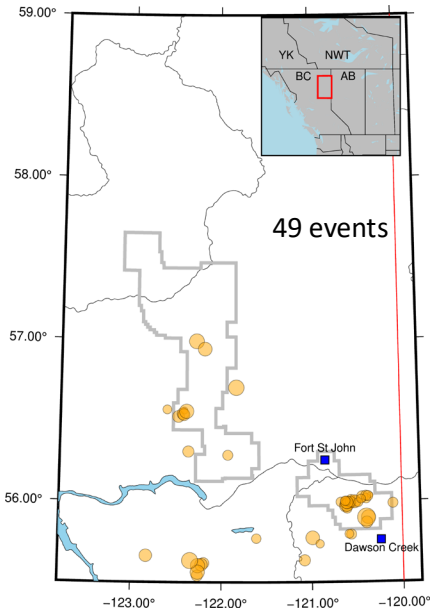 59.00°
YK NWT
BC AB
58.00°
49 events
57.00°
Fort St John
56.00°
Dawson Creek
−123.00° −122.00° −121.00° −120.00°